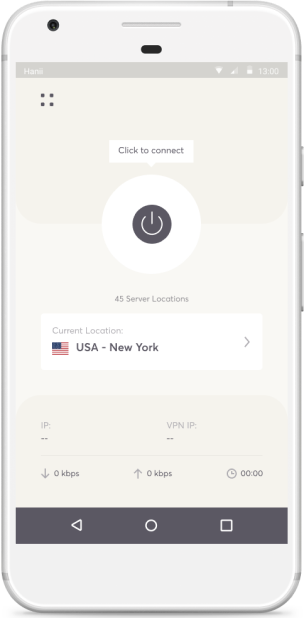 Hami 13:00
Click to connect
45 Server Locations
Current Location:
USA - New York
IP: VPN IP:
-- --
0 kbps 0 kbps 00:00